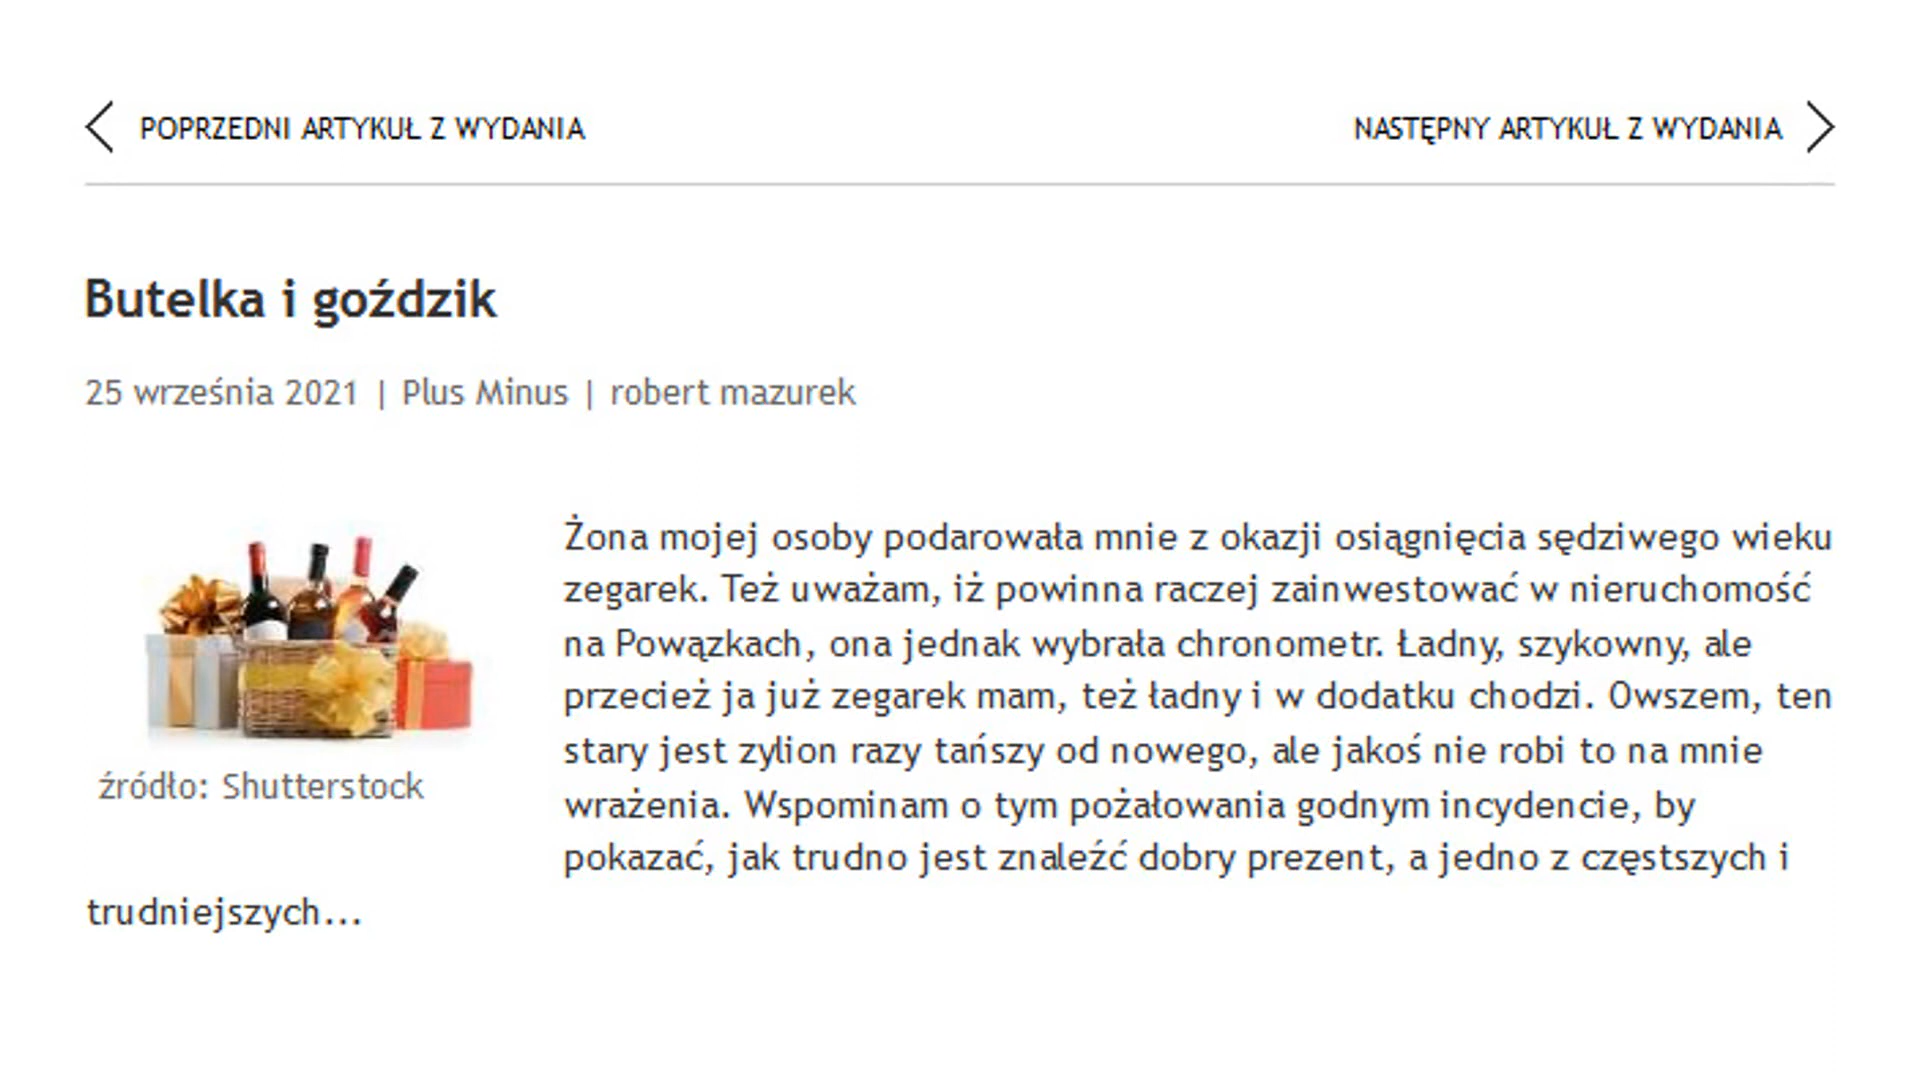 POPRZEDNI ARTYKUŁ Z WYDANIA
NASTĘPNY ARTYKUŁ Z WYDANIA
Butelka i goździk
25 września 2021 | Plus Minus | robert mazurek
Żona mojej osoby podarowała mnie z okazji osiągnięcia sędziwego wieku
zegarek. Też uważam, iż powinna raczej zainwestować w nieruchomość
na Powązkach, ona jednak wybrała chronometr. Ładny, szykowny, ale
przecież ja już zegarek mam, też ładny i w dodatku chodzi. Owszem, ten
stary jest zylion razy tańszy od nowego, ale jakoś nie robi to na mnie
wrażenia. Wspominam o tym pożałowania godnym incydencie, by
pokazać, jak trudno jest znaleźć dobry prezent, a jedno z częstszych i
trudniejszych...
źródło: Shutterstock